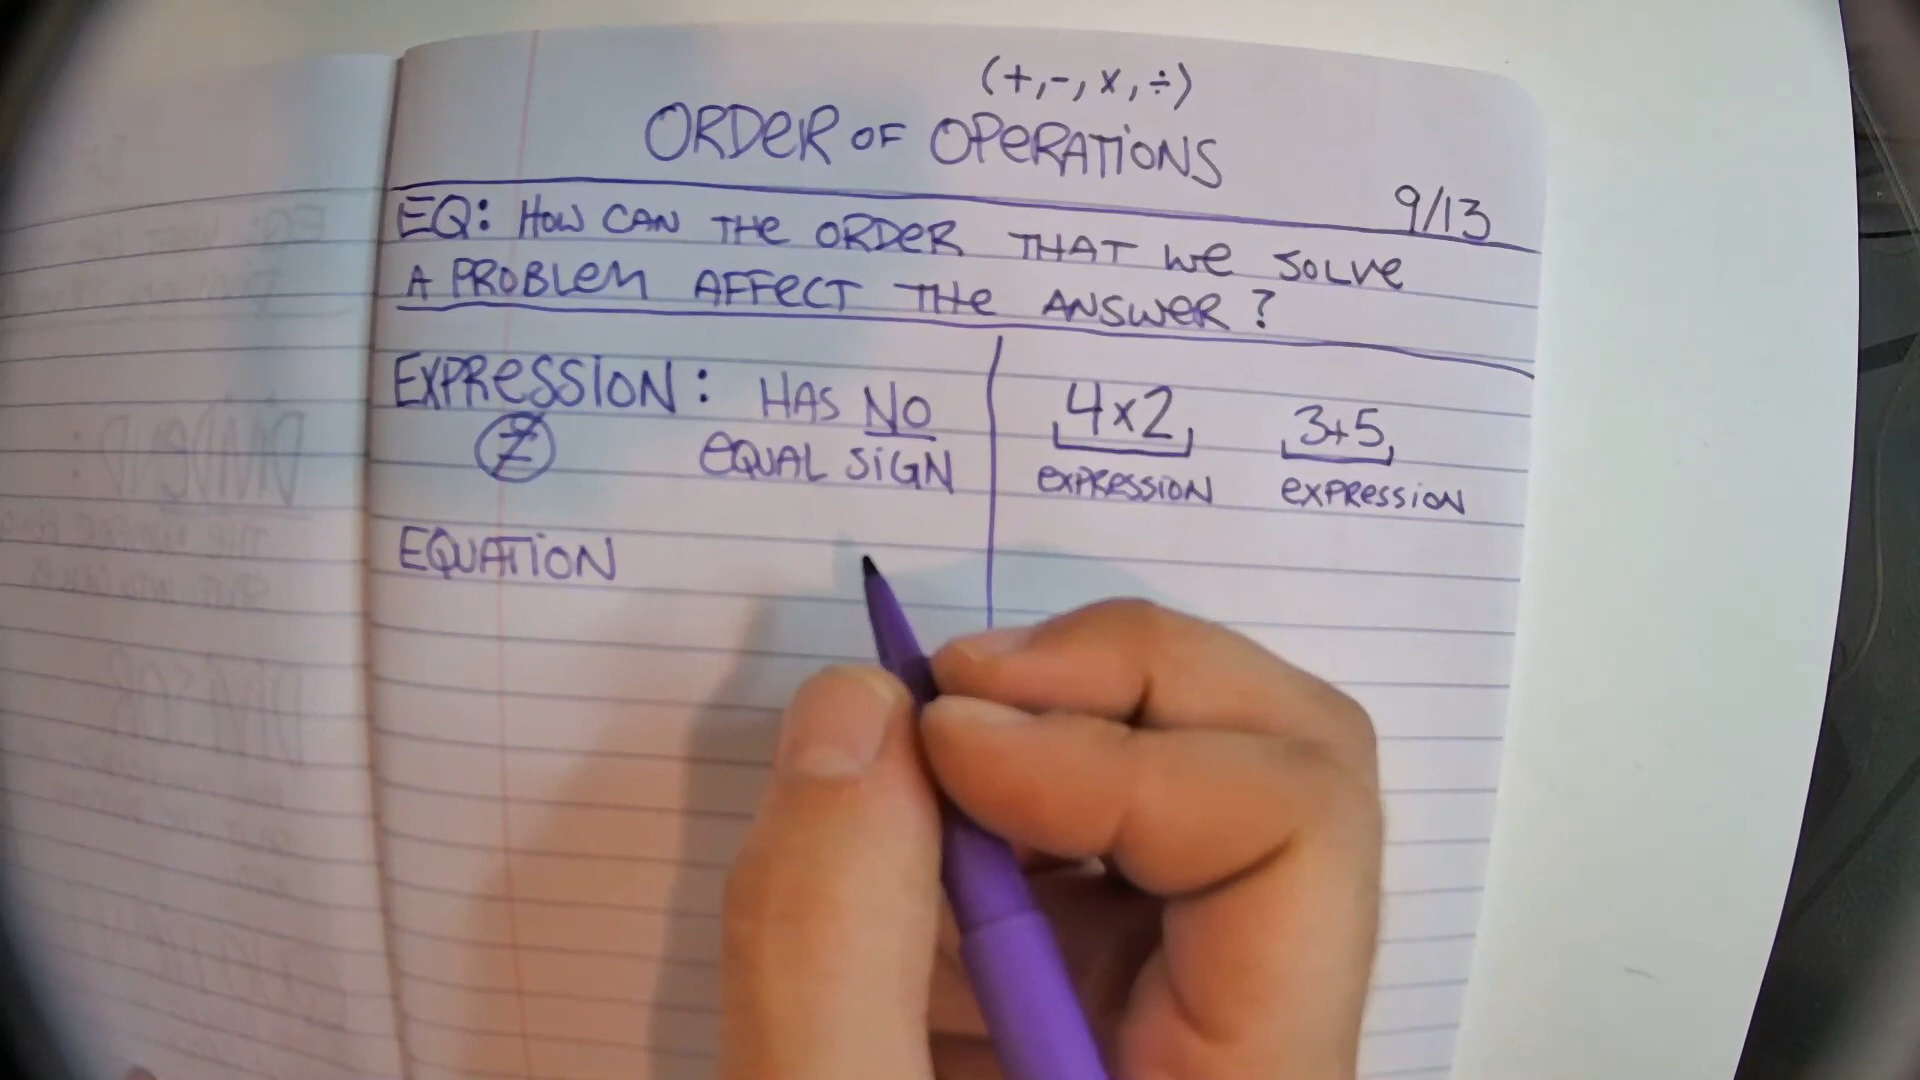 (+,-,x,÷)
ORDER OF OPERATIONS
9/13
EQ: HOW CAN THE ORDER THAT WE SOLVE
A PROBLEM AFFECT THE ANSWER?
EXPRESSION: HAS NO
EQUAL SIGN
4x2 3+5
EXPRESSION EXPRESSION
EQUATION
DIVIDEND: